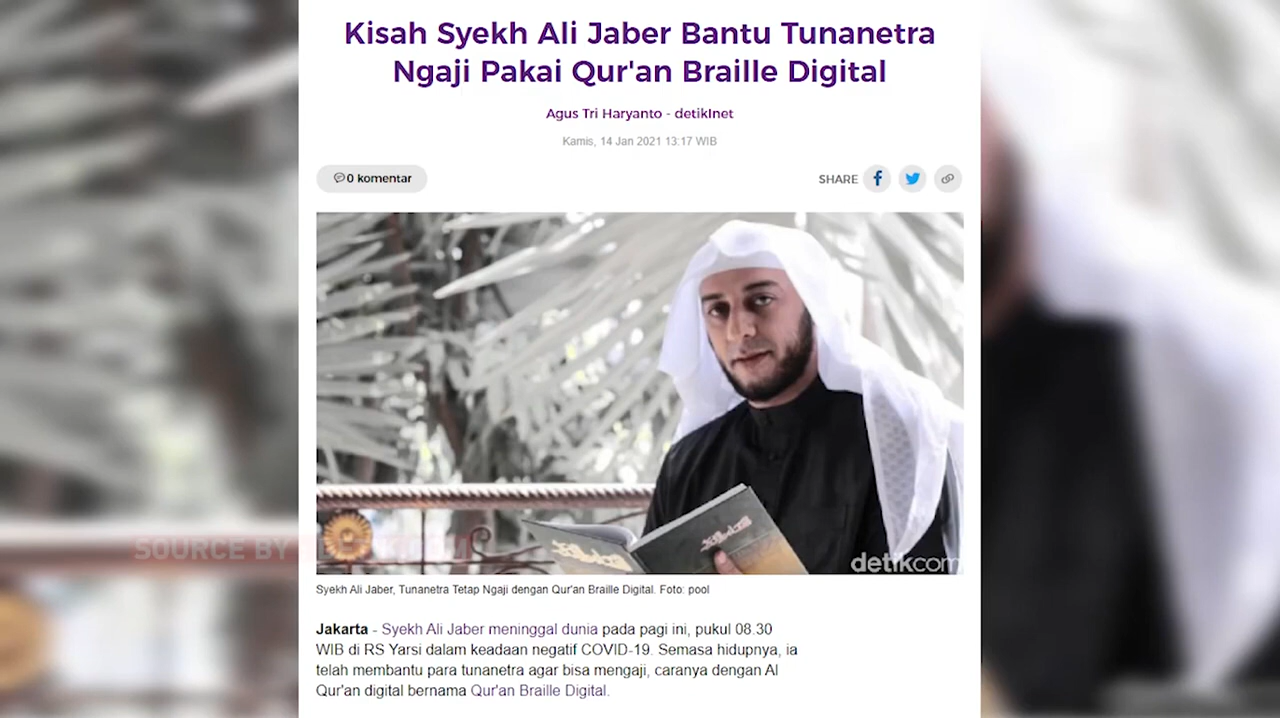 Kisah Syekh Ali Jaber Bantu Tunanetra
Ngaji Pakai Qur'an Braille Digital
Agus Tri Haryanto - detikInet
Kamis, 14 Jan 2021 13:17 WIB
0 komentar
SHARE
detikcom
SOURCE BY
Syekh Ali Jaber, Tunanetra Tetap Ngaji dengan Qur'an Braille Digital. Foto: pool
Jakarta - Syekh Ali Jaber meninggal dunia pada pagi ini, pukul 08.30
WIB di RS Yarsi dalam keadaan negatif COVID-19. Semasa hidupnya, ia
telah membantu para tunanetra agar bisa mengaji, caranya dengan Al
Qur'an digital bernama Qur'an Braille Digital.